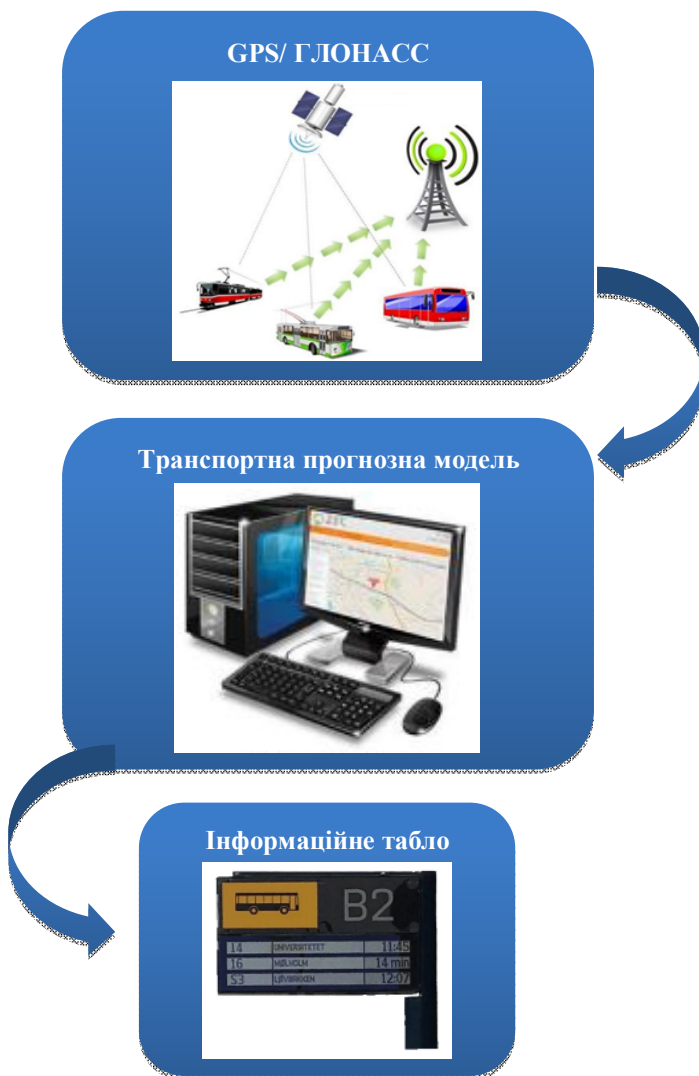 GPS/ ГЛОНАСС
Транспортна прогнозна модель
Інформаційне табло
B2
14 UNIVERSITETET 11:45
16 MØLHOLM 14 min
S3 LØVBAKKEN 12:07